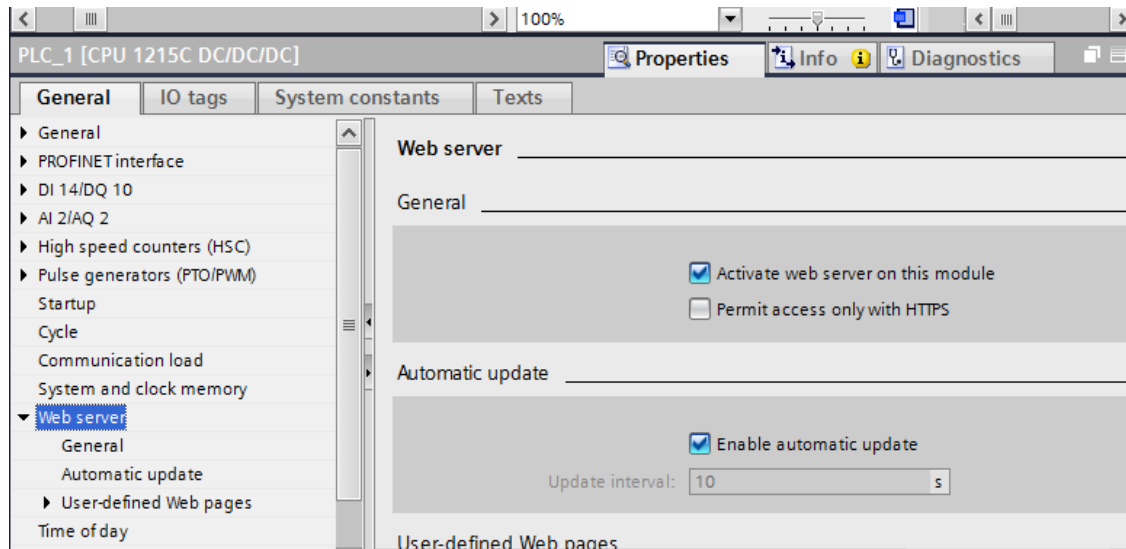 100%
PLC_1 [CPU 1215C DC/DC/DC]
Properties
Info
Diagnostics
General
IO tags
System constants
Texts
General
PROFINET interface
DI 14/DQ 10
AI 2/AQ 2
High speed counters (HSC)
Pulse generators (PTO/PWM)
Startup
Cycle
Communication load
System and clock memory
Web server
General
Automatic update
User-defined Web pages
Time of day
Web server
General
Activate web server on this module
Permit access only with HTTPS
Automatic update
Enable automatic update
Update interval: 10 s
User-defined Web pages